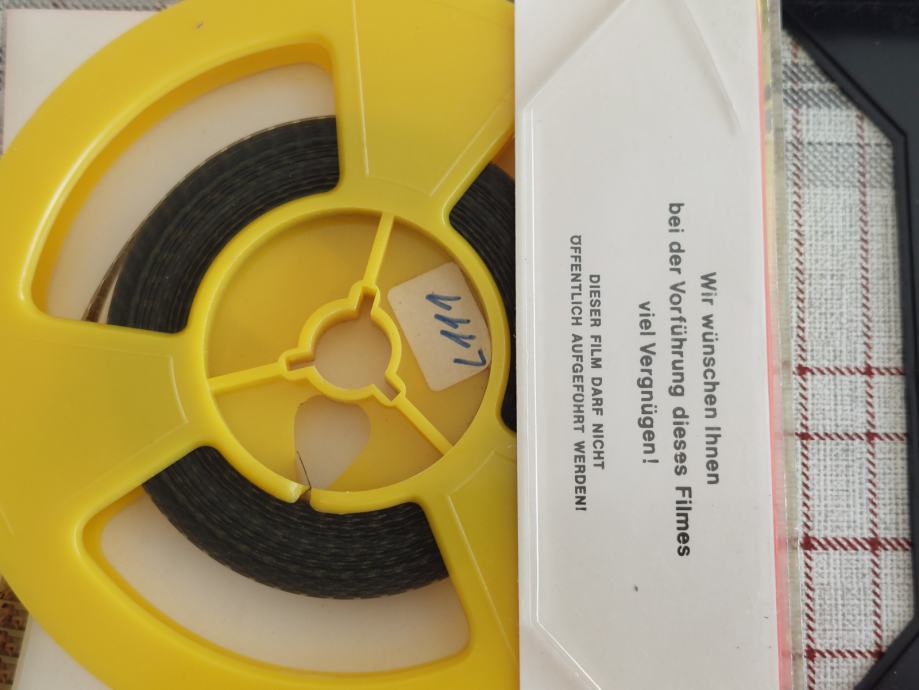 Wir wünschen Ihnen
bei der Vorführung dieses Filmes
viel Vergnügen!
DIESER FILM DARF NICHT
ÖFFENTLICH AUFGEFÜHRT WERDEN!